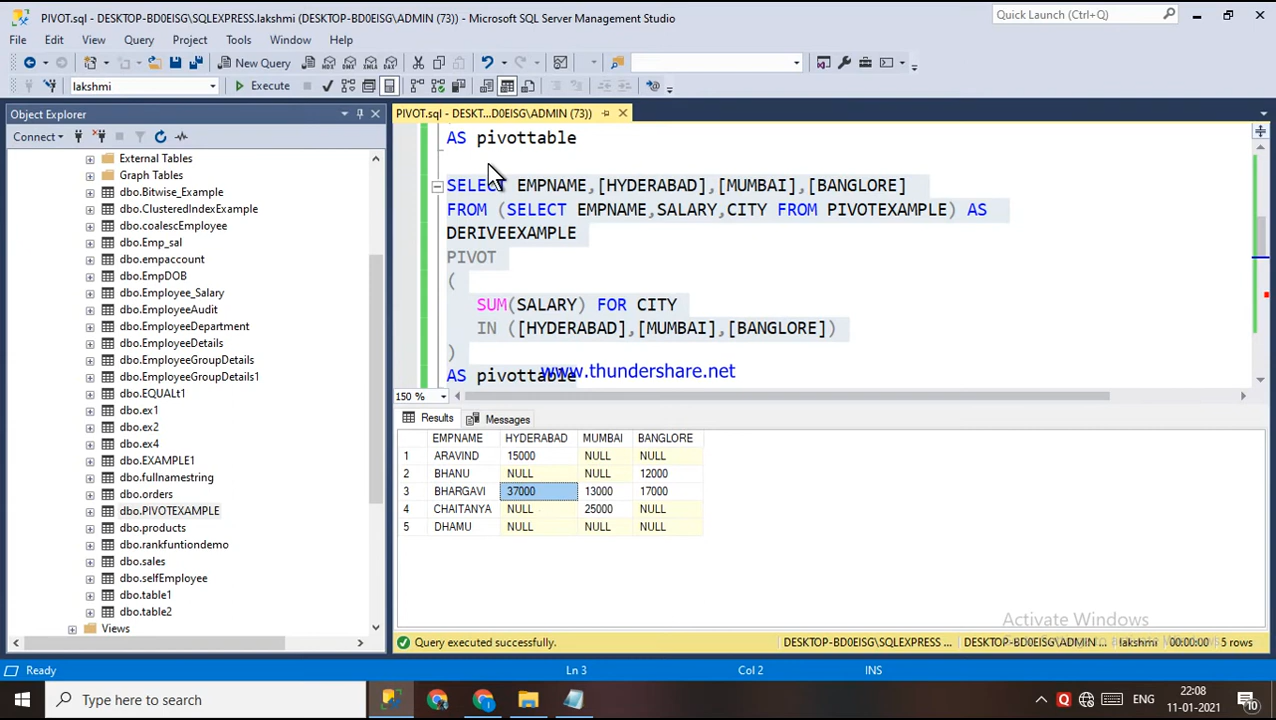 PIVOT.sql - DESKTOP-BD0EISG\SQLEXPRESS.lakshmi (DESKTOP-BD0EISG\ADMIN (73)) - Microsoft SQL Server Management Studio
Quick Launch (Ctrl+Q)
File Edit View Query Project Tools Window Help
New Query
MDX DMX XMLA DAX
lakshmi
Execute
Object Explorer
PIVOT.sql - DESKT...D0EISG\ADMIN (73))
Connect
External Tables
Graph Tables
dbo.Bitwise_Example
dbo.ClusteredIndexExample
dbo.coalescEmployee
dbo.Emp_sal
dbo.empaccount
dbo.EmpDOB
dbo.Employee_Salary
dbo.EmployeeAudit
dbo.EmployeeDepartment
dbo.EmployeeDetails
dbo.EmployeeGroupDetails
dbo.EmployeeGroupDetails1
dbo.EQUALt1
dbo.ex1
dbo.ex2
dbo.ex4
dbo.EXAMPLE1
dbo.fullnamestring
dbo.orders
dbo.PIVOTEXAMPLE
dbo.products
dbo.rankfuntiondemo
dbo.sales
dbo.selfEmployee
dbo.table1
dbo.table2
Views
AS pivottable
SELECT EMPNAME,[HYDERABAD],[MUMBAI],[BANGLORE]
FROM (SELECT EMPNAME,SALARY,CITY FROM PIVOTEXAMPLE) AS
DERIVEEXAMPLE
PIVOT
(
SUM(SALARY) FOR CITY
IN ([HYDERABAD],[MUMBAI],[BANGLORE])
)
AS pivottable
www.thundershare.net
150 %
Results Messages
EMPNAME HYDERABAD MUMBAI BANGLORE
1 ARAVIND 15000 NULL NULL
2 BHANU NULL NULL 12000
3 BHARGAVI 37000 13000 17000
4 CHAITANYA NULL 25000 NULL
5 DHAMU NULL NULL NULL
Activate Windows
Query executed successfully.
DESKTOP-BD0EISG\SQLEXPRESS ... DESKTOP-BD0EISG\ADMIN ... lakshmi 00:00:00 5 rows
Ready Ln 3 Col 2 INS
Type here to search
ENG
22:08
11-01-2021
10